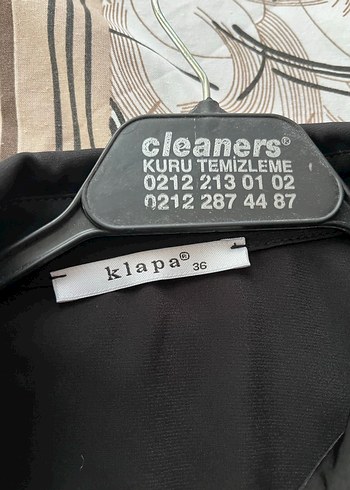 cleaners®
KURU TEMİZLEME
0212 213 01 02
0212 287 44 87
klapa® 36